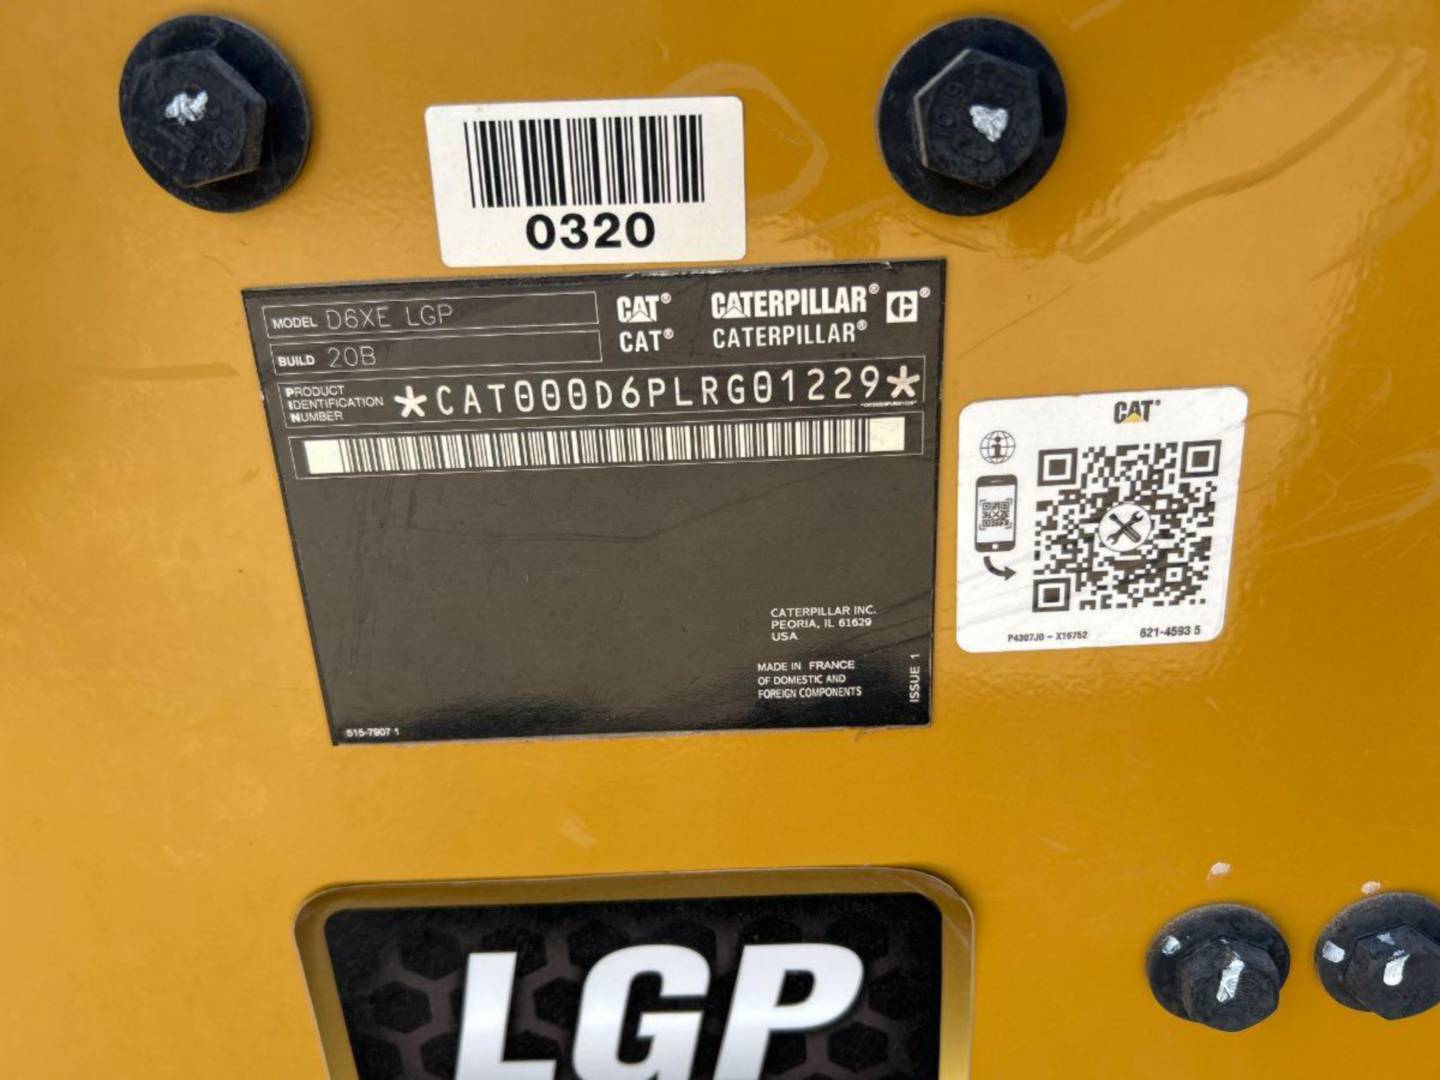 0320
MODEL D6XE LGP
BUILD 20B
CAT® CATERPILLAR® C®
CAT® CATERPILLAR®
PRODUCT IDENTIFICATION NUMBER *CAT000D6PLRG01229*
CATERPILLAR INC.
PEORIA, IL 61629
USA
MADE IN FRANCE
OF DOMESTIC AND
FOREIGN COMPONENTS
ISSUE 1
515-7907 1
CAT®
P4367J0 - X16752
621-4593 5
LGP